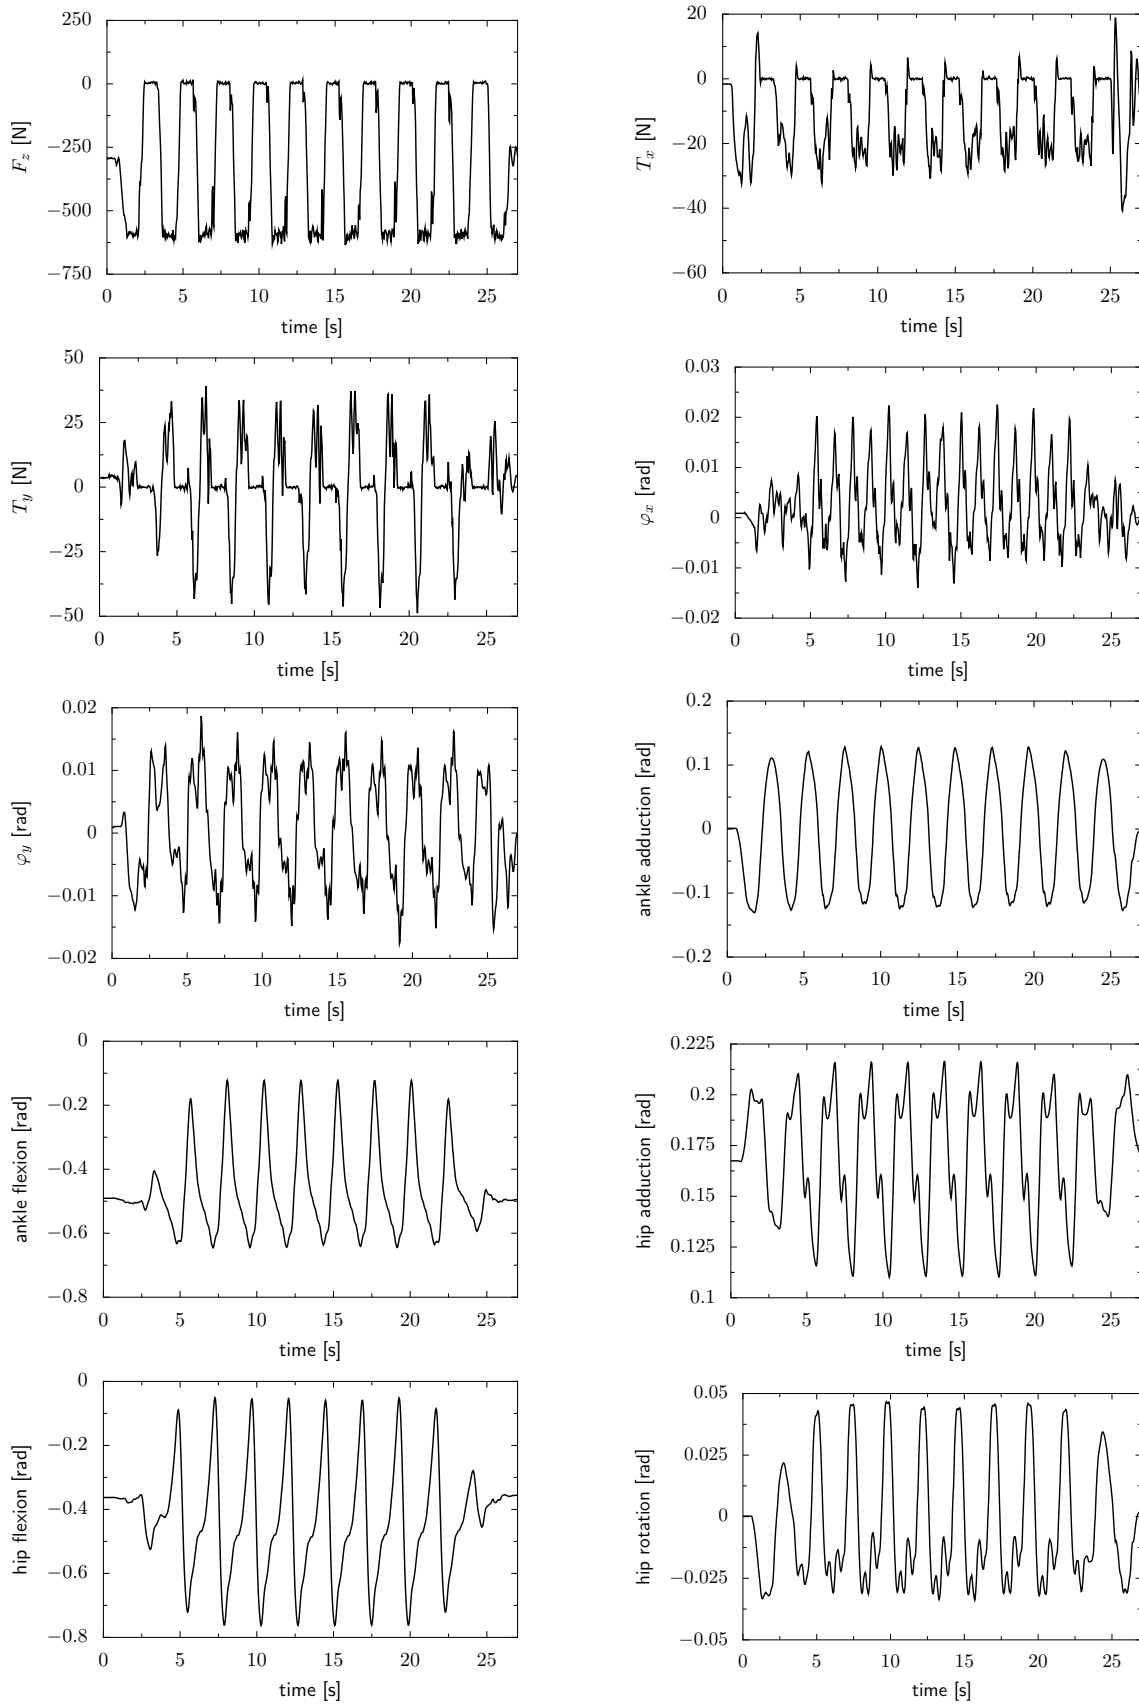 250
0
−250
−500
−750
F_z [N]
0 5 10 15 20 25
time [s]
20
0
−20
−40
−60
T_x [N]
0 5 10 15 20 25
time [s]
50
25
0
−25
−50
T_y [N]
0 5 10 15 20 25
time [s]
0.03
0.02
0.01
0
−0.01
−0.02
φ_x [rad]
0 5 10 15 20 25
time [s]
0.02
0.01
0
−0.01
−0.02
φ_y [rad]
0 5 10 15 20 25
time [s]
0.2
0.1
0
−0.1
−0.2
ankle adduction [rad]
0 5 10 15 20 25
time [s]
0
−0.2
−0.4
−0.6
−0.8
ankle flexion [rad]
0 5 10 15 20 25
time [s]
0.225
0.2
0.175
0.15
0.125
0.1
hip adduction [rad]
0 5 10 15 20 25
time [s]
0
−0.2
−0.4
−0.6
−0.8
hip flexion [rad]
0 5 10 15 20 25
time [s]
0.05
0.025
0
−0.025
−0.05
hip rotation [rad]
0 5 10 15 20 25
time [s]